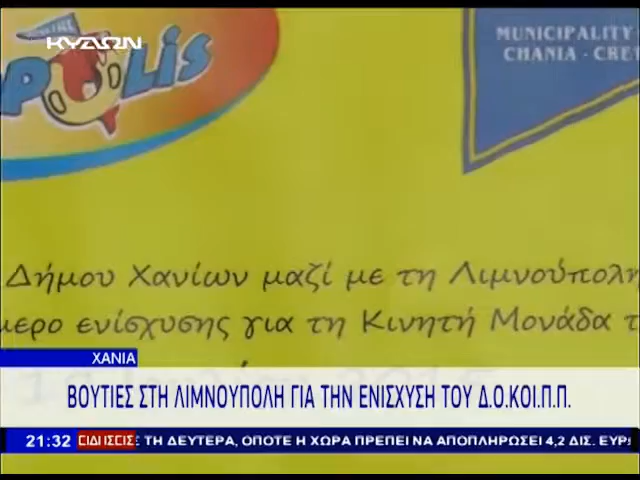 ΚΥΔΩΝ
POLis
MUNICIPALITY
CHANIA - CRE
Δήμου Χανίων μαζί με τη Λιμνούπολη
μερο ενίσχυσης για τη Κινητή Μονάδα τ
ΧΑΝΙΑ
ΒΟΥΤΙΕΣ ΣΤΗ ΛΙΜΝΟΥΠΟΛΗ ΓΙΑ ΤΗΝ ΕΝΙΣΧΥΣΗ ΤΟΥ Δ.Ο.ΚΟΙ.Π.Π.
21:32 ΕΙΔΗΣΕΙΣ ΤΗ ΔΕΥΤΕΡΑ, ΟΠΟΤΕ Η ΧΩΡΑ ΠΡΕΠΕΙ ΝΑ ΑΠΟΠΛΗΡΩΣΕΙ 4,2 ΔΙΣ. ΕΥΡ